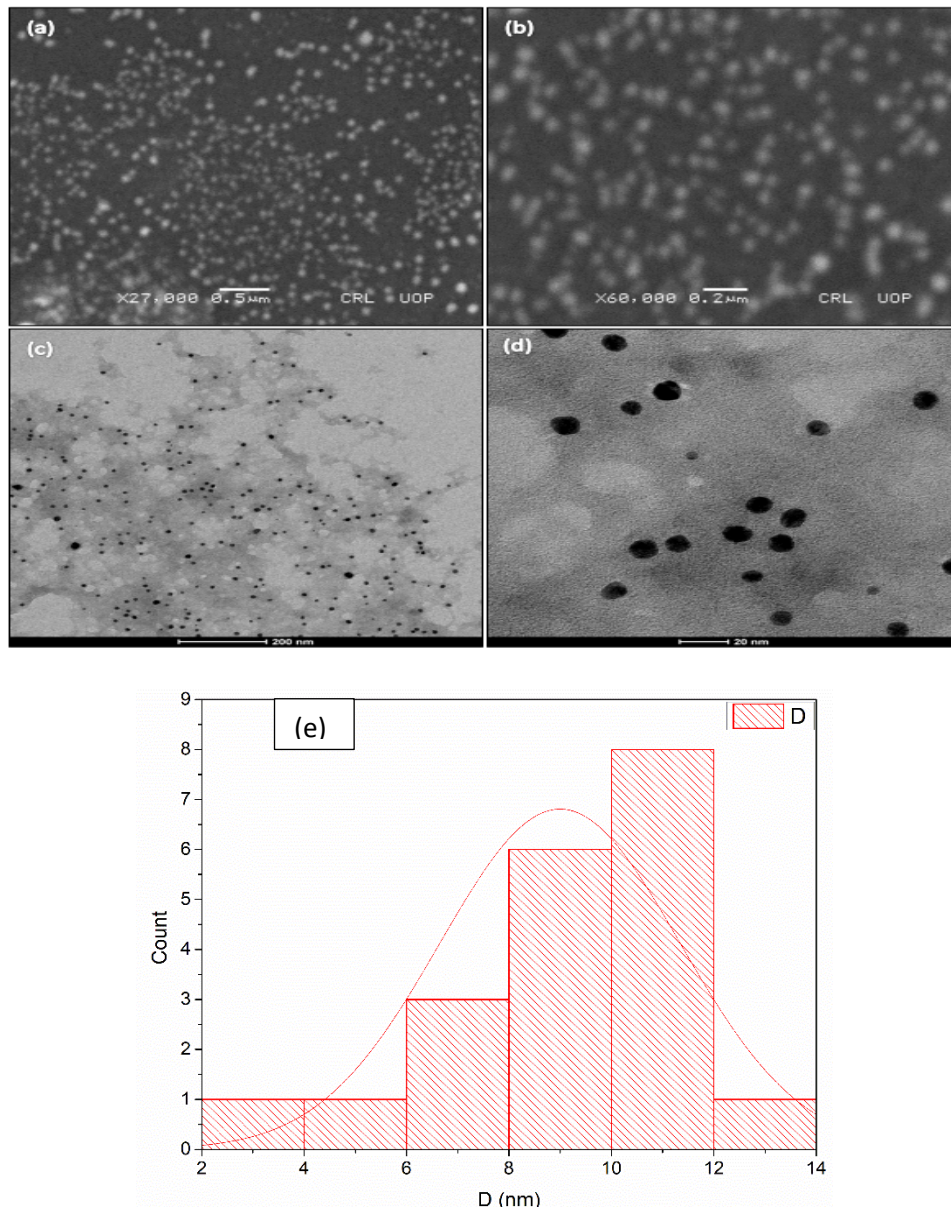 (a)
X27,000 0.5μm CRL UOP
(b)
X60,000 0.2μm CRL UOP
(c)
200 nm
(d)
20 nm
(e)
D
9
8
7
6
5
4
3
2
1
0
Count
2 4 6 8 10 12 14
D (nm)